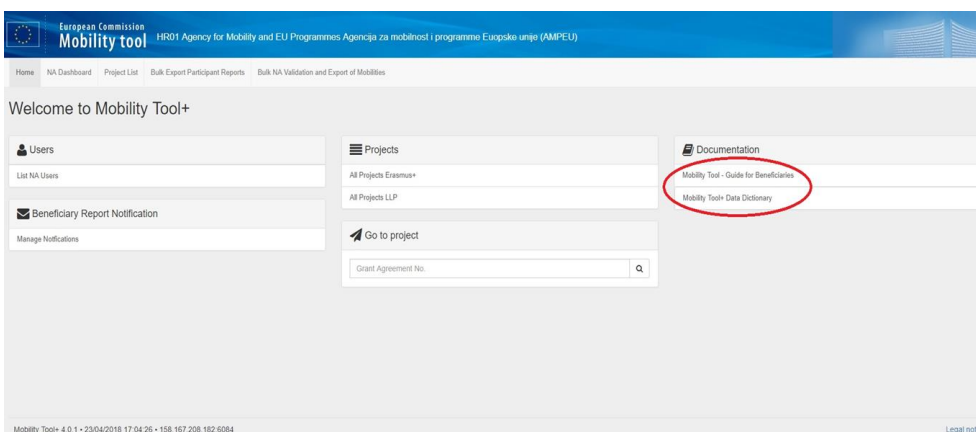 European Commission
Mobility tool
HR01 Agency for Mobility and EU Programmes Agencija za mobilnost i programme Euopske unije (AMPEU)
Home NA Dashboard Project List Bulk Export Participant Reports Bulk NA Validation and Export of Mobilities
Welcome to Mobility Tool+
Users
List NA Users
Beneficiary Report Notification
Manage Notfications
Projects
All Projects Erasmus+
All Projects LLP
Go to project
Grant Agreement No.
Documentation
Mobility Tool - Guide for Beneficiaries
Mobility Tool+ Data Dictionary
Mobility Tool+ 4.0.1 • 23/04/2018 17:04:26 • 158.167.208.182:6084
Legal not